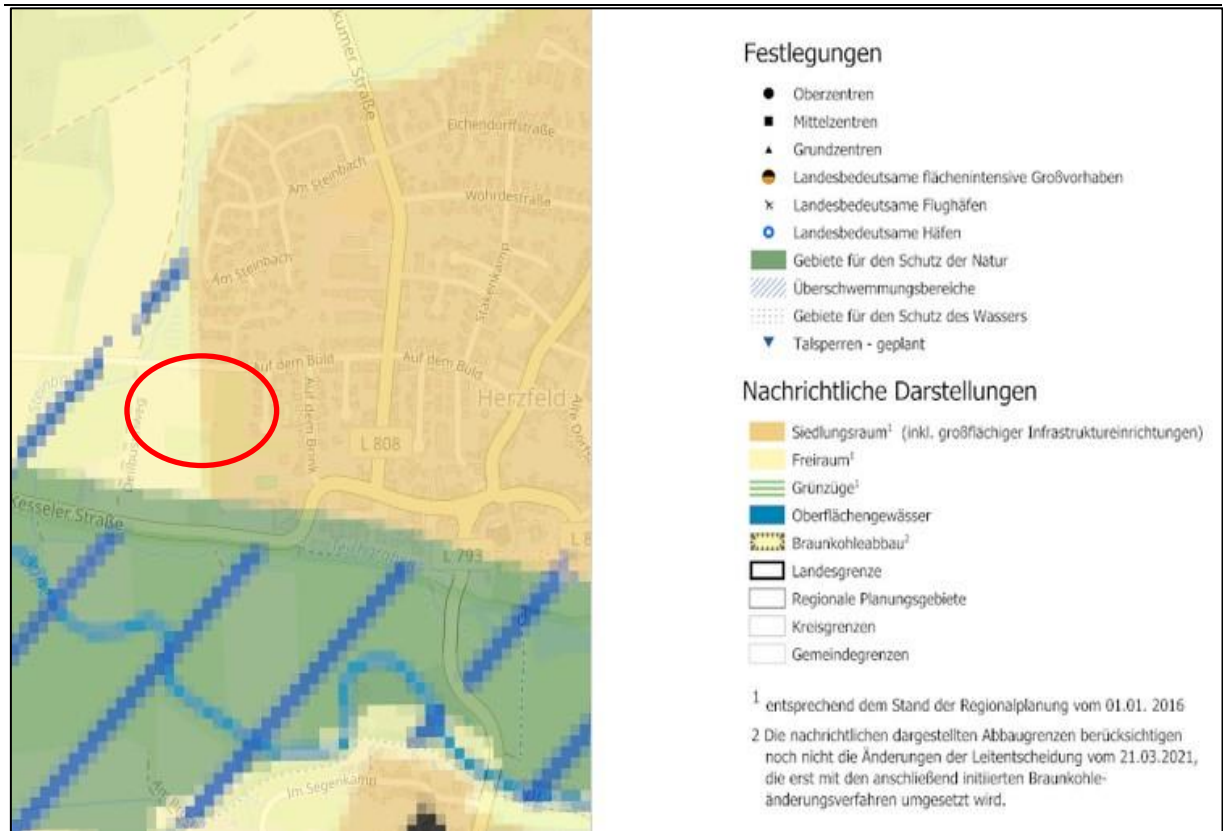 kumer Straße
Eichendorffstraße
Am Steinbach
Wöhrdestraße
Stakenkamp
Am Steinbach
Auf dem Büld
Auf dem Büld
Herzfeld
Auf dem Brink
L 808
Kesseler Straße
L 793
Im Segenkamp
Festlegungen
Oberzentren
Mittelzentren
Grundzentren
Landesbedeutsame flächenintensive Großvorhaben
Landesbedeutsame Flughäfen
Landesbedeutsame Häfen
Gebiete für den Schutz der Natur
Überschwemmungsbereiche
Gebiete für den Schutz des Wassers
Talsperren - geplant
Nachrichtliche Darstellungen
Siedlungsraum¹ (inkl. großflächiger Infrastruktureinrichtungen)
Freiraum¹
Grünzüge¹
Oberflächengewässer
Braunkohleabbau²
Landesgrenze
Regionale Planungsgebiete
Kreisgrenzen
Gemeindegrenzen
1 entsprechend dem Stand der Regionalplanung vom 01.01. 2016
2 Die nachrichtlichen dargestellten Abbaugrenzen berücksichtigen
noch nicht die Änderungen der Leitentscheidung vom 21.03.2021,
die erst mit den anschließend initiierten Braunkohle-
änderungsverfahren umgesetzt wird.